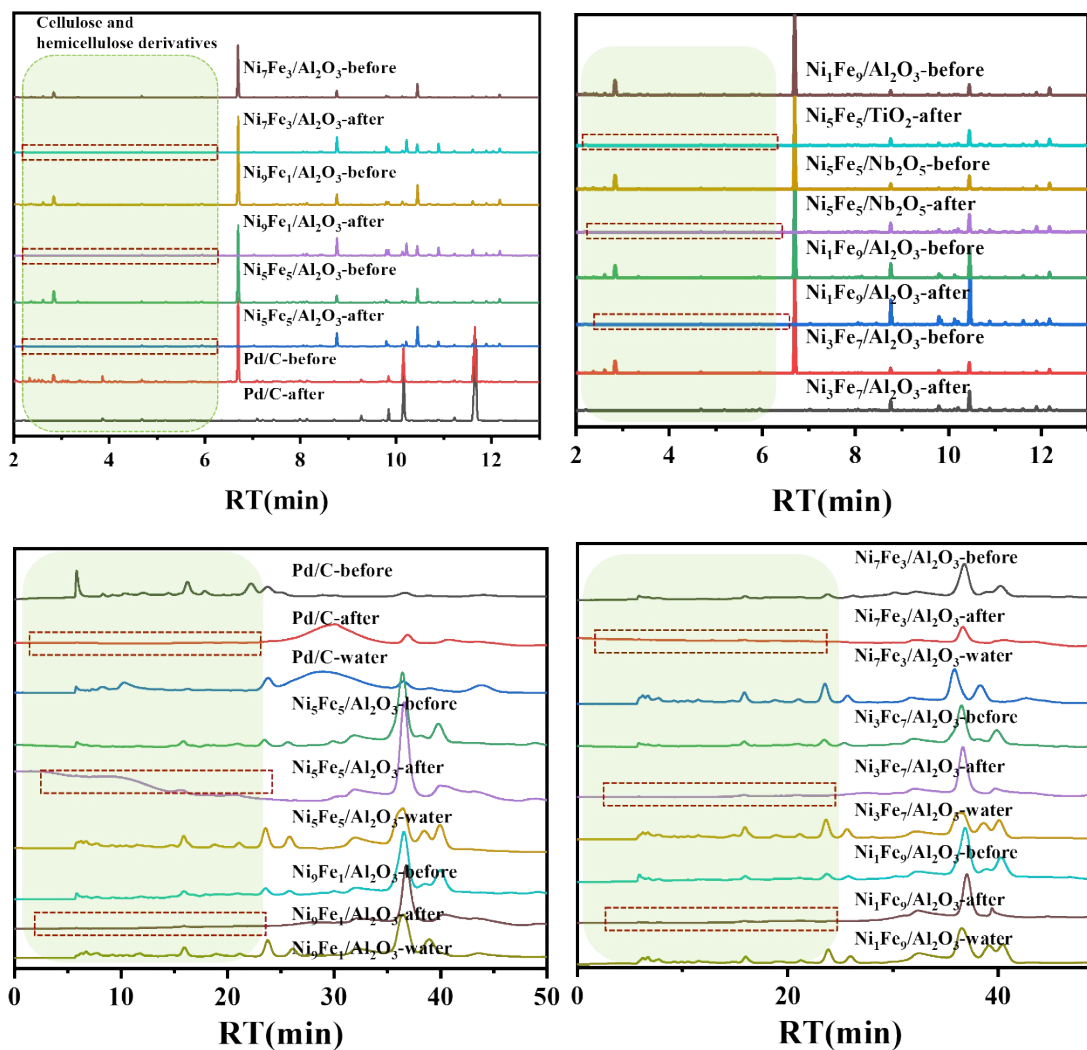 Cellulose and
hemicellulose derivatives
Ni₇Fe₃/Al₂O₃-before
Ni₇Fe₃/Al₂O₃-after
Ni₉Fe₁/Al₂O₃-before
Ni₉Fe₁/Al₂O₃-after
Ni₅Fe₅/Al₂O₃-before
Ni₅Fe₅/Al₂O₃-after
Pd/C-before
Pd/C-after
2 4 6 8 10 12
RT(min)
Ni₁Fe₉/Al₂O₃-before
Ni₅Fe₅/TiO₂-after
Ni₅Fe₅/Nb₂O₅-before
Ni₅Fe₅/Nb₂O₅-after
Ni₁Fe₉/Al₂O₃-before
Ni₁Fe₉/Al₂O₃-after
Ni₃Fe₇/Al₂O₃-before
Ni₃Fe₇/Al₂O₃-after
2 4 6 8 10 12
RT(min)
Pd/C-before
Pd/C-after
Pd/C-water
Ni₅Fe₅/Al₂O₃-before
Ni₅Fe₅/Al₂O₃-after
Ni₅Fe₅/Al₂O₃-water
Ni₉Fe₁/Al₂O₃-before
Ni₉Fe₁/Al₂O₃-after
Ni₉Fe₁/Al₂O₃-water
0 10 20 30 40 50
RT(min)
Ni₇Fe₃/Al₂O₃-before
Ni₇Fe₃/Al₂O₃-after
Ni₇Fe₃/Al₂O₃-water
Ni₃Fe₇/Al₂O₃-before
Ni₃Fe₇/Al₂O₃-after
Ni₃Fe₇/Al₂O₃-water
Ni₁Fe₉/Al₂O₃-before
Ni₁Fe₉/Al₂O₃-after
Ni₁Fe₉/Al₂O₃-water
0 20 40
RT(min)